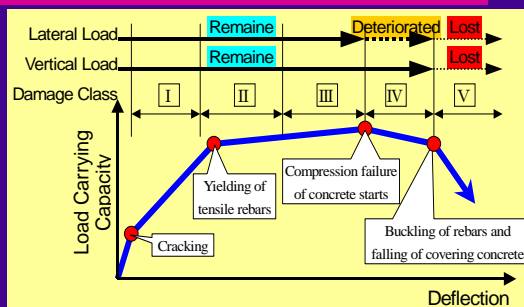 Lateral Load Remaine Deteriorated Lost
Vertical Load Remaine Lost
Damage Class I II III IV V
Load Carrying
Capacity
Cracking
Yielding of
tensile rebars
Compression failure
of concrete starts
Buckling of rebars and
falling of covering concrete
Deflection